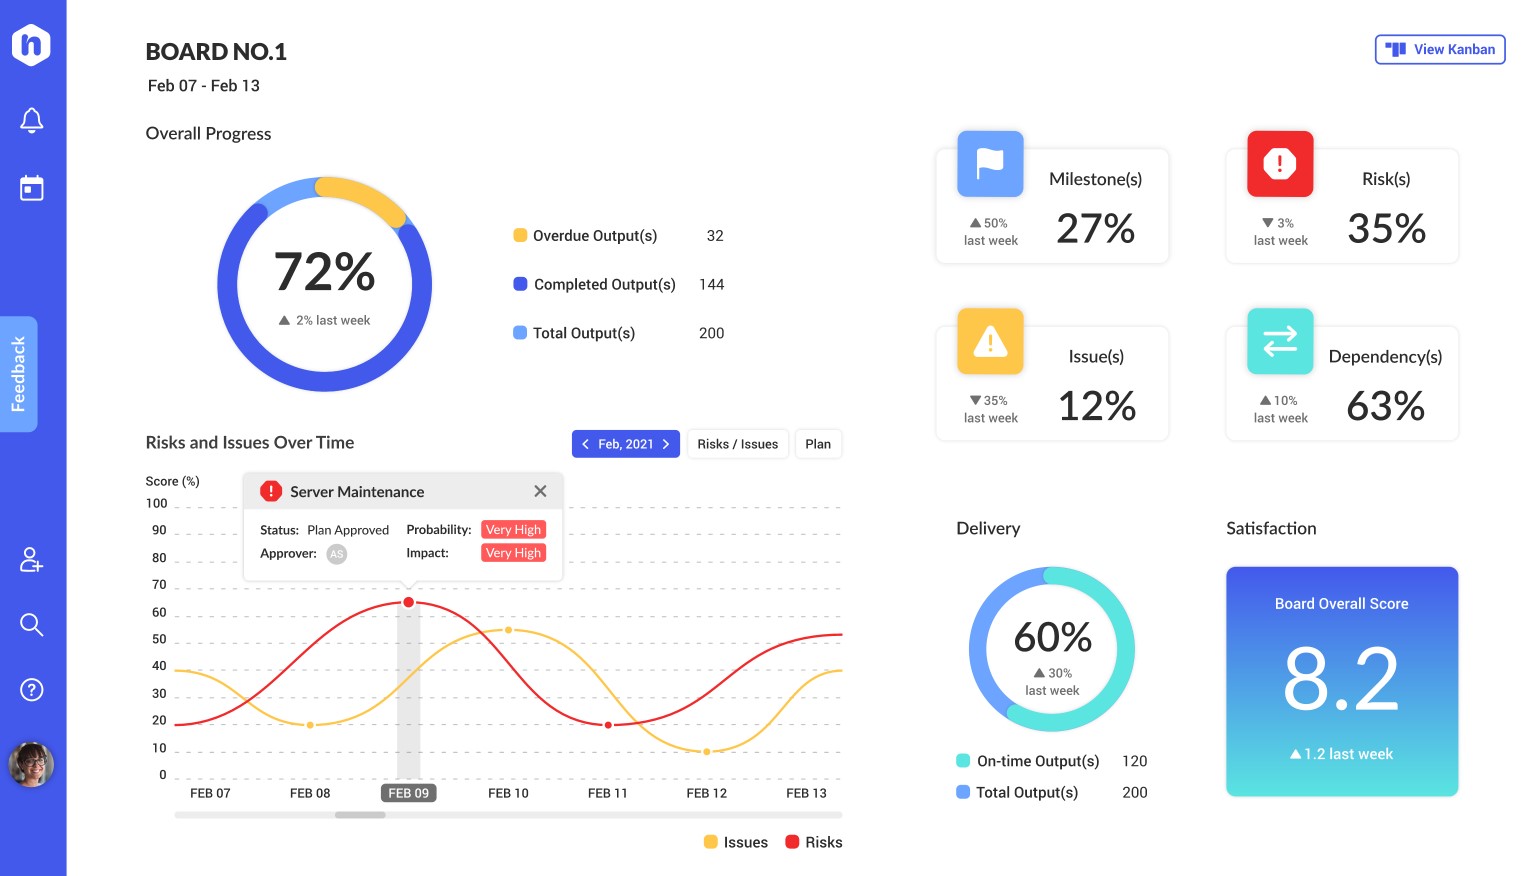 n
BOARD NO.1
View Kanban
Feb 07 - Feb 13
Overall Progress
72%
▲ 2% last week
Overdue Output(s) 32
Completed Output(s) 144
Total Output(s) 200
Milestone(s)
▲ 50%
last week
27%
Risk(s)
▼ 3%
last week
35%
Issue(s)
▼ 35%
last week
12%
Dependency(s)
▲ 10%
last week
63%
Feedback
Risks and Issues Over Time
Feb, 2021
Risks / Issues
Plan
Score (%)
100
90
80
70
60
50
40
30
20
10
0
Server Maintenance
Status: Plan Approved
Probability: Very High
Approver: AS
Impact: Very High
FEB 07
FEB 08
FEB 09
FEB 10
FEB 11
FEB 12
FEB 13
Issues
Risks
Delivery
60%
▲ 30%
last week
On-time Output(s) 120
Total Output(s) 200
Satisfaction
Board Overall Score
8.2
▲ 1.2 last week